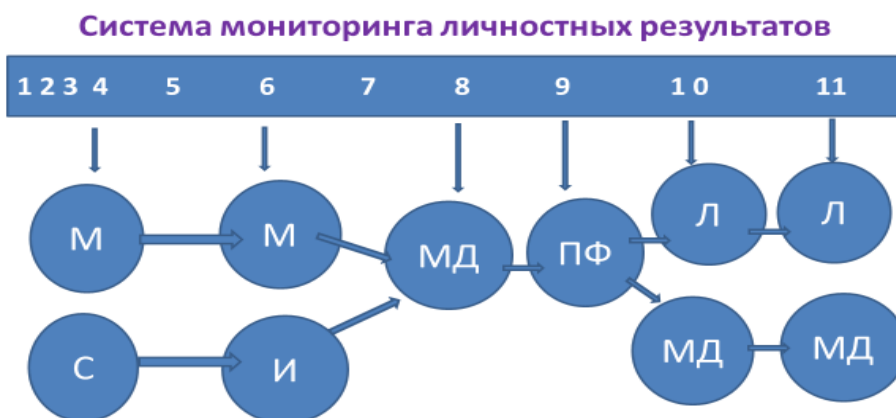 Система мониторинга личностных результатов
1 2 3 4 5 6 7 8 9 1 0 11
М М МД ПФ Л Л
С И МД МД